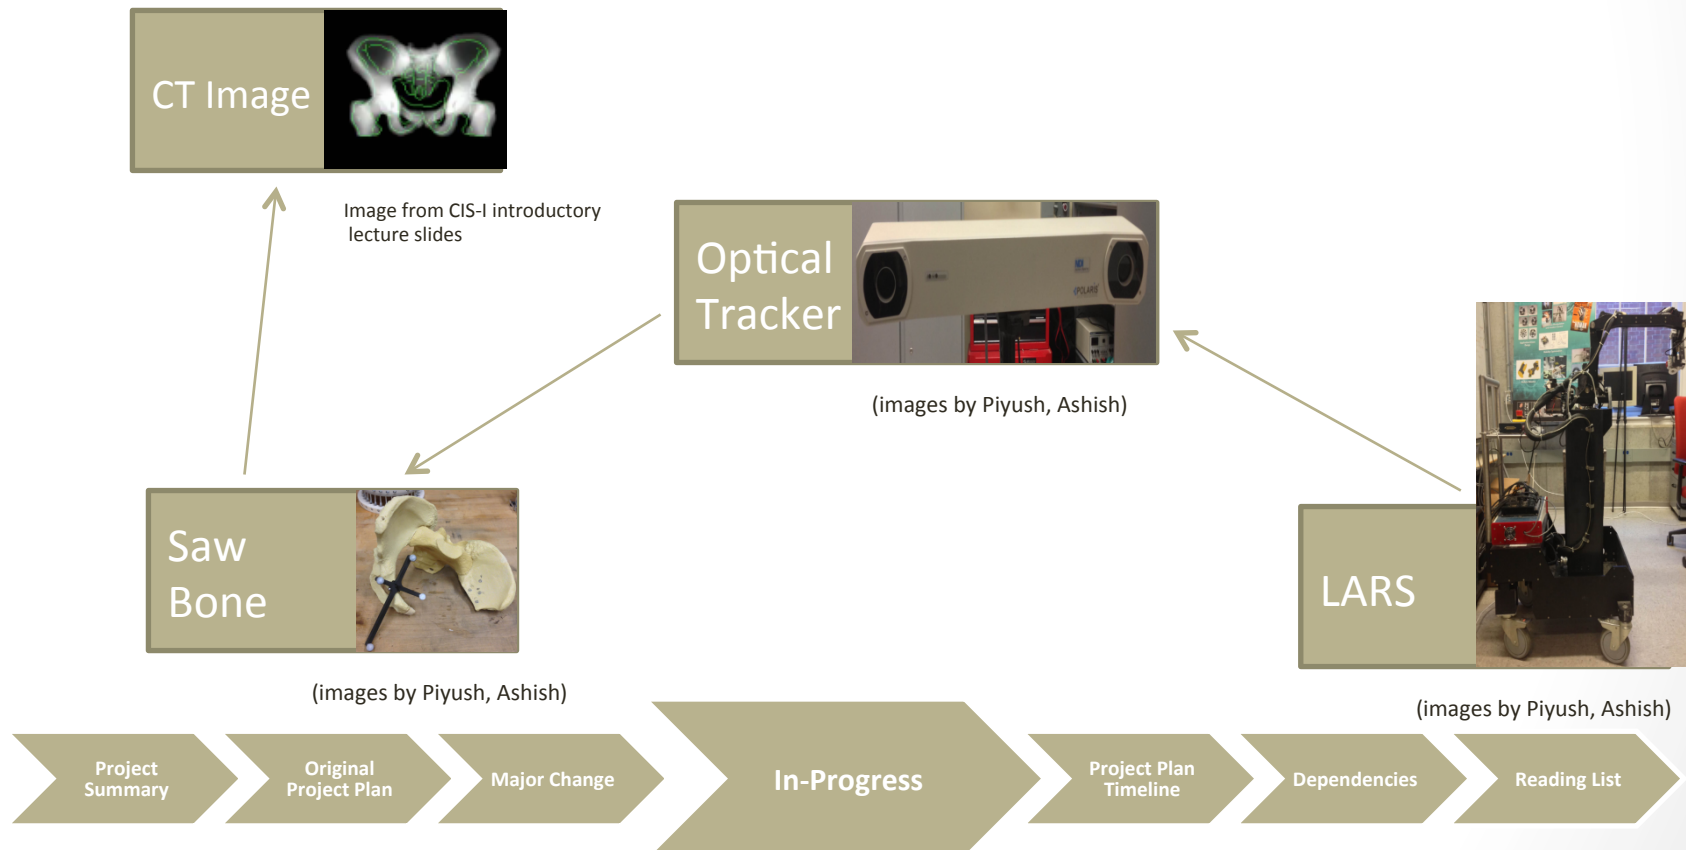 CT Image
Image from CIS-I introductory
lecture slides
Optical
Tracker
POLARIS
(images by Piyush, Ashish)
Saw
Bone
(images by Piyush, Ashish)
LARS
(images by Piyush, Ashish)
Project
Summary
Original
Project Plan
Major Change
In-Progress
Project Plan
Timeline
Dependencies
Reading List